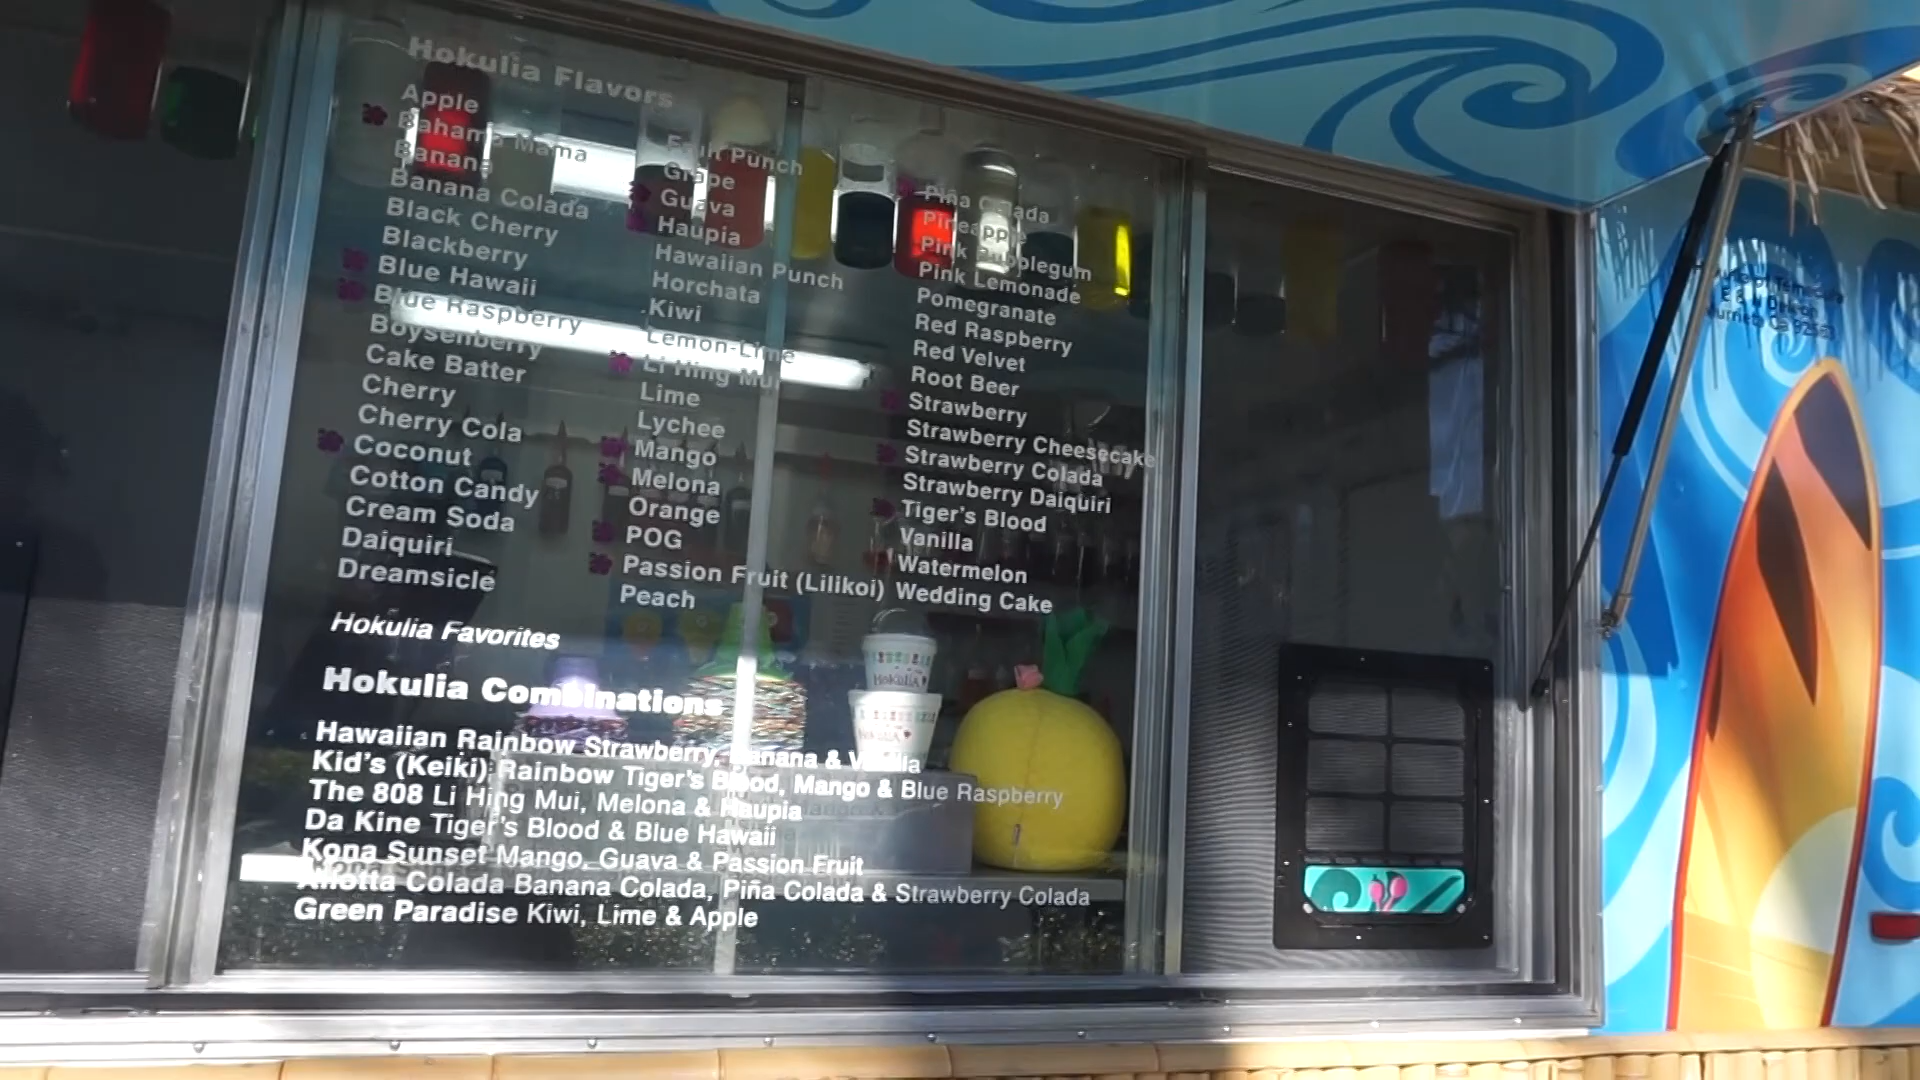 Hokulia Flavors
Apple
Bahama Mama
Banana
Banana Colada
Black Cherry
Blackberry
Blue Hawaii
Blue Raspberry
Boysenberry
Cake Batter
Cherry
Cherry Cola
Coconut
Cotton Candy
Cream Soda
Daiquiri
Dreamsicle
Fruit Punch
Grape
Guava
Haupia
Hawaiian Punch
Horchata
Kiwi
Lemon-Lime
Li Hing Mui
Lime
Lychee
Mango
Melona
Orange
POG
Passion Fruit (Lilikoi)
Peach
Piña Colada
Pineapple
Pink Bubblegum
Pink Lemonade
Pomegranate
Red Raspberry
Red Velvet
Root Beer
Strawberry
Strawberry Cheesecake
Strawberry Colada
Strawberry Daiquiri
Tiger's Blood
Vanilla
Watermelon
Wedding Cake
Hokulia Favorites
Hokulia Combinations
Hawaiian Rainbow Strawberry, Banana & Vanilla
Kid's (Keiki) Rainbow Tiger's Blood, Mango & Blue Raspberry
The 808 Li Hing Mui, Melona & Haupia
Da Kine Tiger's Blood & Blue Hawaii
Kona Sunset Mango, Guava & Passion Fruit
Allotta Colada Banana Colada, Piña Colada & Strawberry Colada
Green Paradise Kiwi, Lime & Apple
HOKULIA